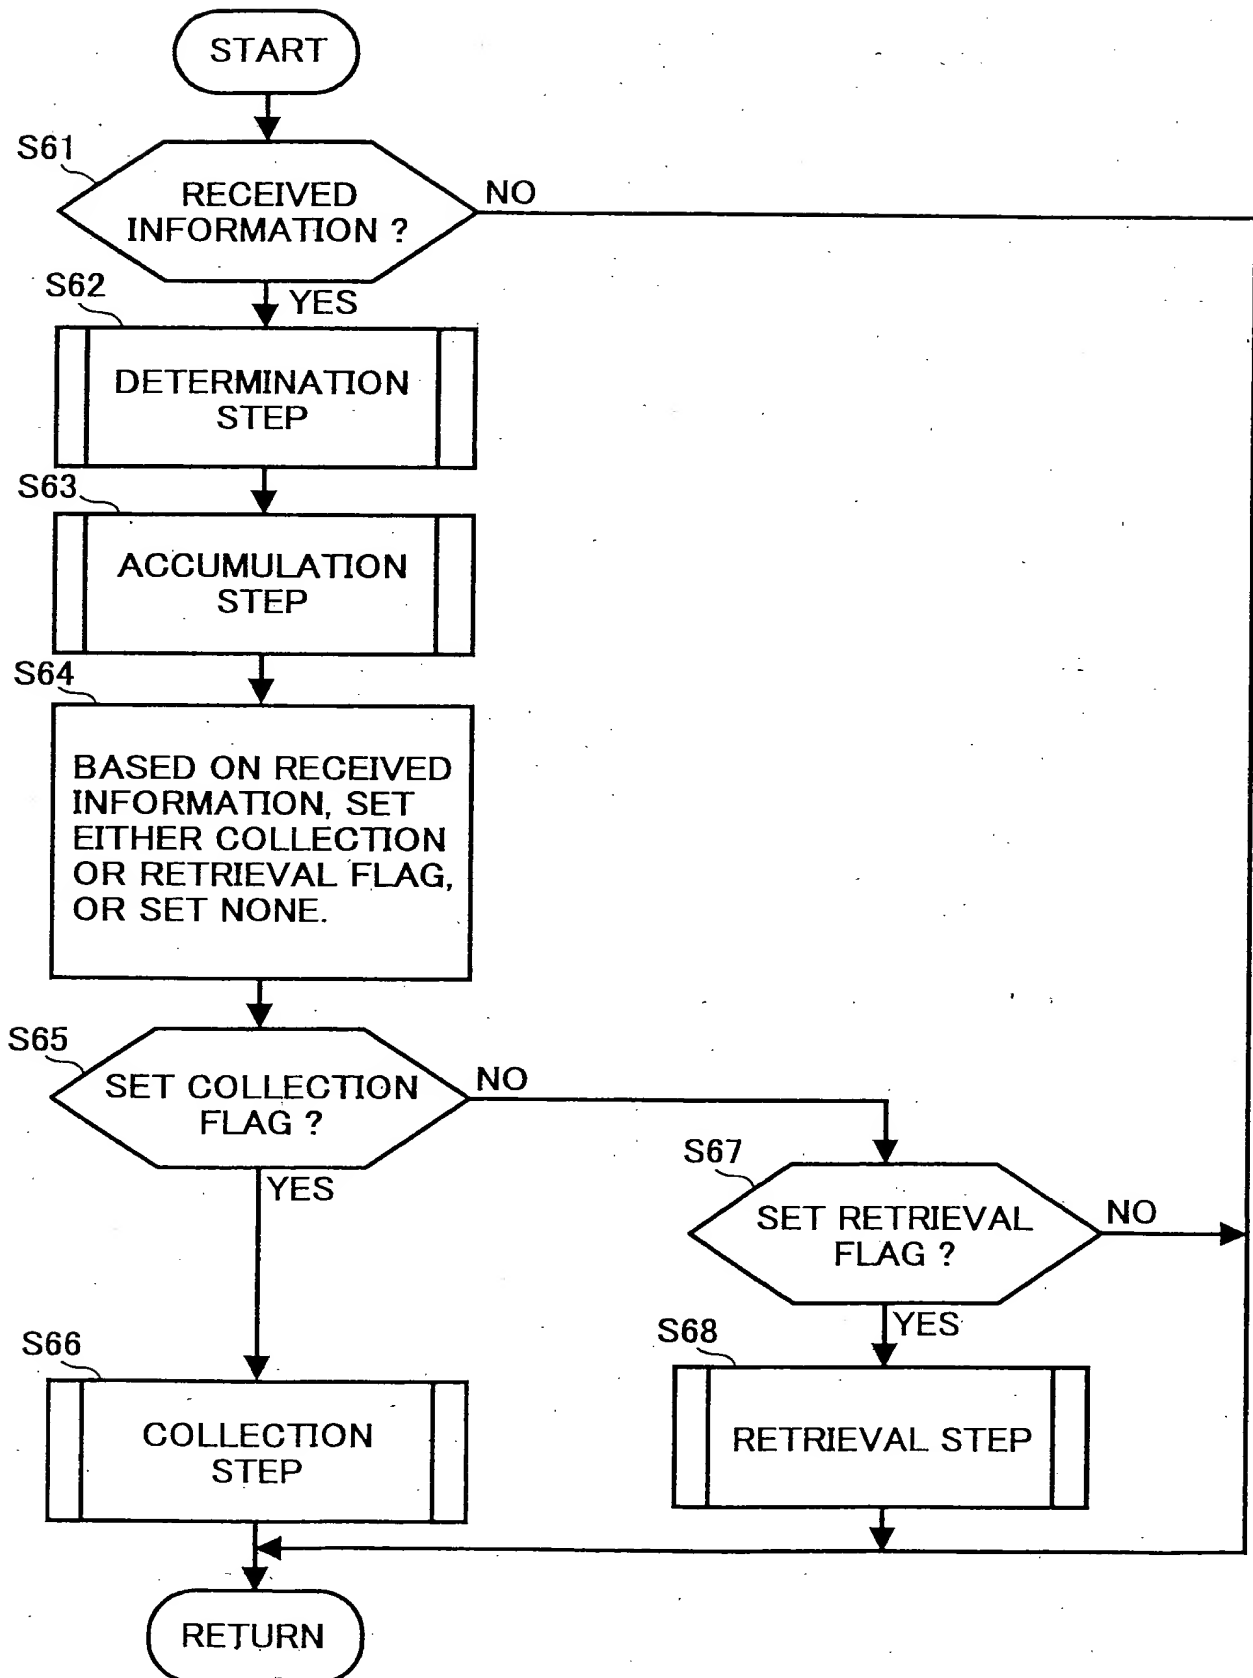 START
S61
RECEIVED
INFORMATION ?
NO
YES
S62
DETERMINATION
STEP
S63
ACCUMULATION
STEP
S64
BASED ON RECEIVED
INFORMATION, SET
EITHER COLLECTION
OR RETRIEVAL FLAG,
OR SET NONE.
S65
SET COLLECTION
FLAG ?
NO
YES
S67
SET RETRIEVAL
FLAG ?
NO
YES
S66
COLLECTION
STEP
S68
RETRIEVAL STEP
RETURN